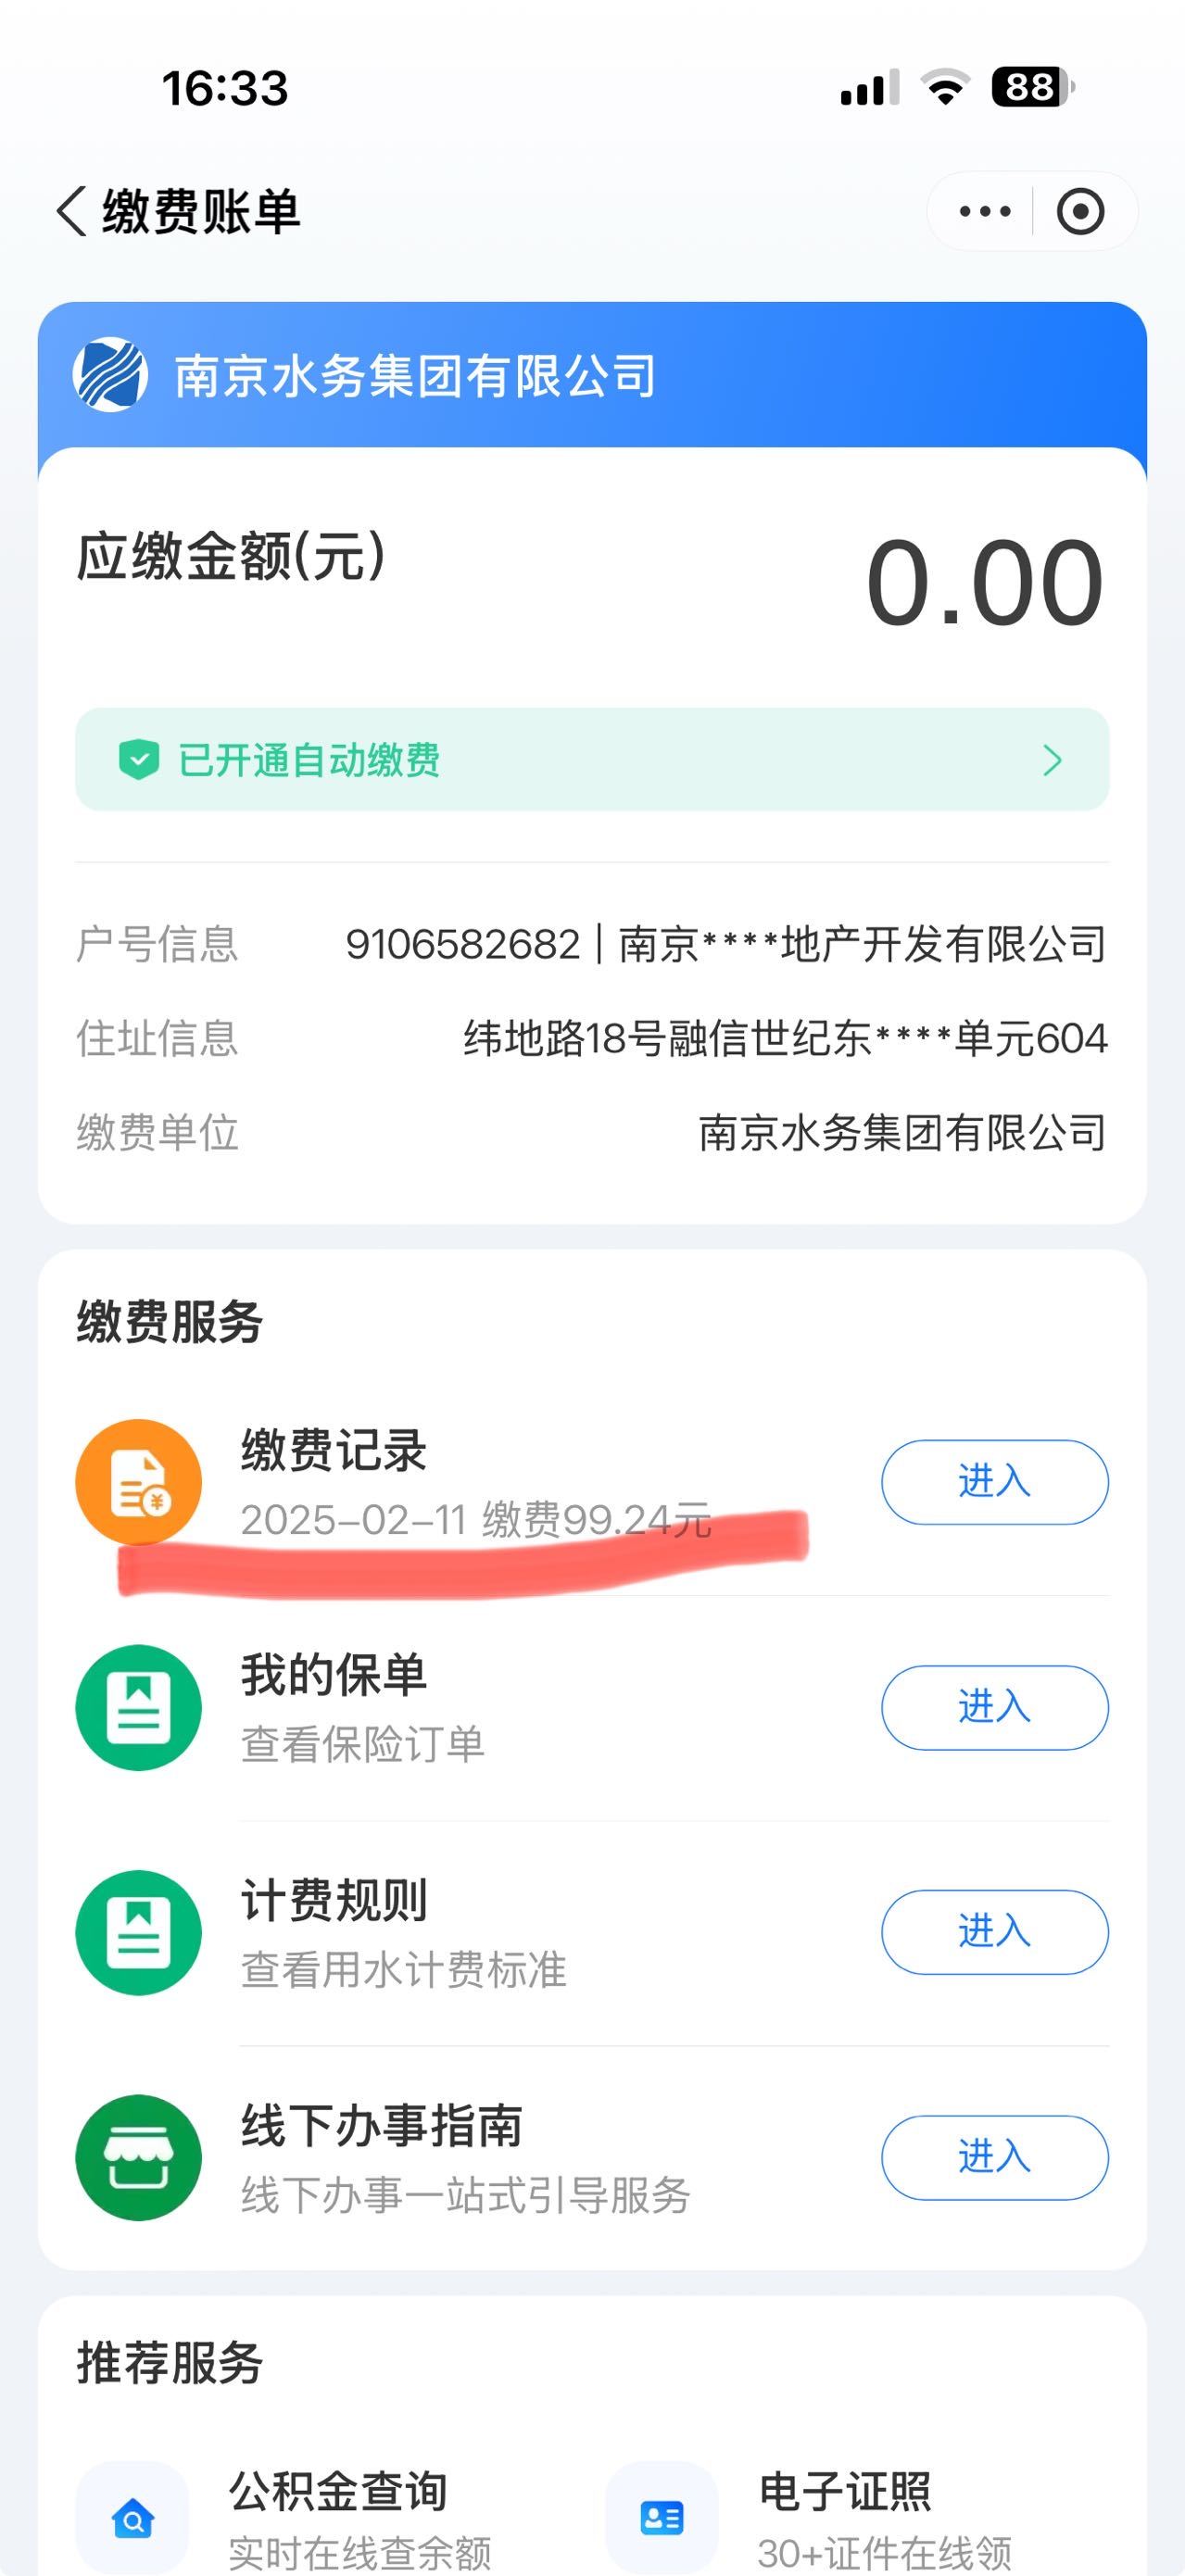 16:33
88
缴费账单
南京水务集团有限公司
应缴金额(元)
0.00
已开通自动缴费
户号信息 9106582682 | 南京****地产开发有限公司
住址信息 纬地路18号融信世纪东****单元604
缴费单位 南京水务集团有限公司
缴费服务
缴费记录
2025-02-11 缴费99.24元
进入
我的保单
查看保险订单
进入
计费规则
查看用水计费标准
进入
线下办事指南
线下办事一站式引导服务
进入
推荐服务
公积金查询 电子证照
实时在线查余额 30+证件在线领